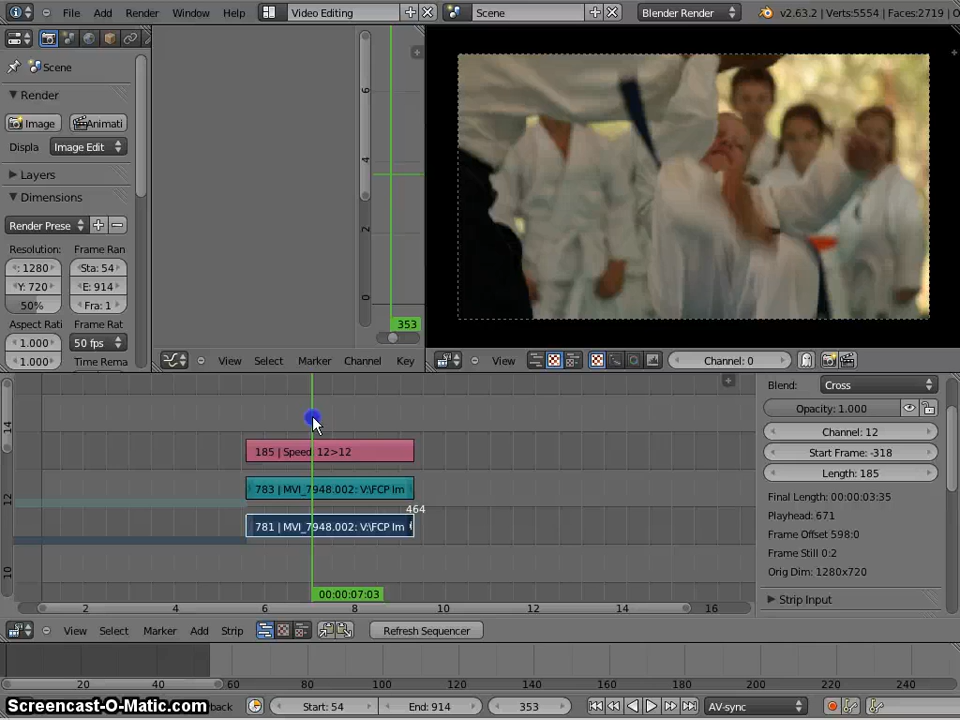 File Add Render Window Help Video Editing Scene Blender Render v2.63.2 | Verts:5554 | Faces:2719 | O
Scene
Render
Image Animati
Displa Image Edit
Layers
Dimensions
Render Prese
Resolution: Frame Ran
: 1280 Sta: 54
Y: 720 E: 914
50% Fra: 1
Aspect Rati Frame Rat
1.000 50 fps
Time Rema
1.000
6
4
2
0
353
View Select Marker Channel Key
View Channel: 0
14
12
10
185 | Speed 12>12
783 | MVI_7948.002: V:\FCP Im
464
781 | MVI_7948.002: V:\FCP Im
00:00:07:03
2 4 6 8 10 12 14 16
View Select Marker Add Strip Refresh Sequencer
Blend: Cross
Opacity: 1.000
Channel: 12
Start Frame: -318
Length: 185
Final Length: 00:00:03:35
Playhead: 671
Frame Offset 598:0
Frame Still 0:2
Orig Dim: 1280x720
Strip Input
20 60 80 100 120 140 160 180 200 220 240
Screencast-O-Matic.com back Start: 54 End: 914 353 AV-sync